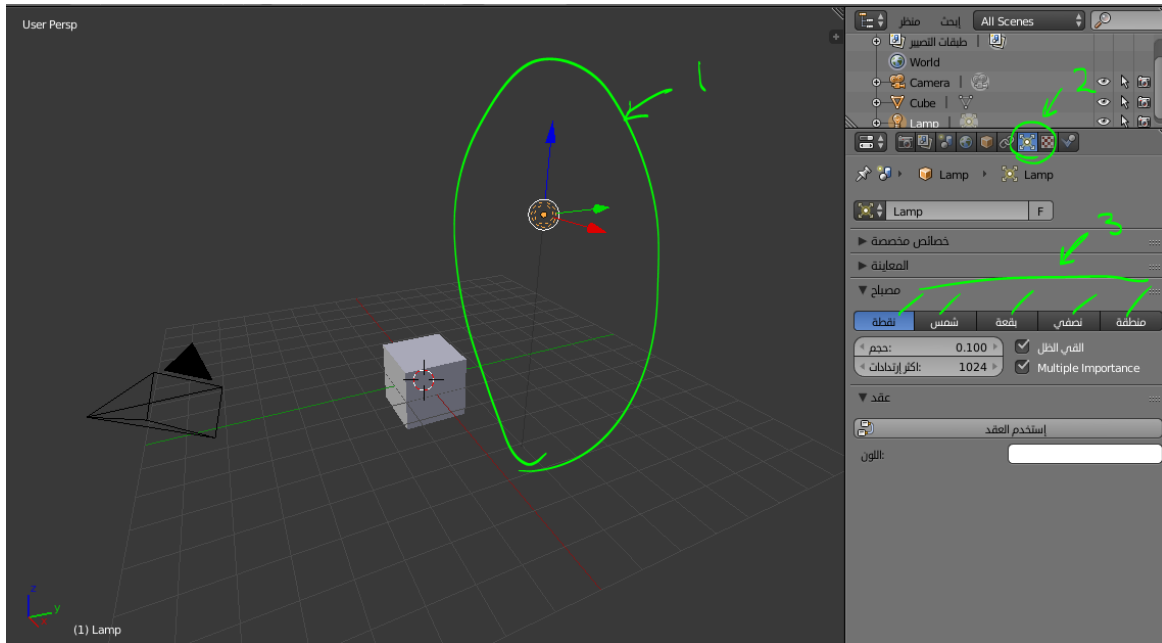 User Persp
إبحث منظر All Scenes
طبقات التصيير
World
Camera
Cube
Lamp
1
2
3
Lamp Lamp
Lamp F
خصائص مخصصة
المعاينة
مصباح
نقطة شمس بقعة نصفي منطقة
حجم: 0.100 القي الظل
اكثر إرتدادات: 1024 Multiple Importance
عقد
إستخدم العقد
اللون:
z
y
(1) Lamp